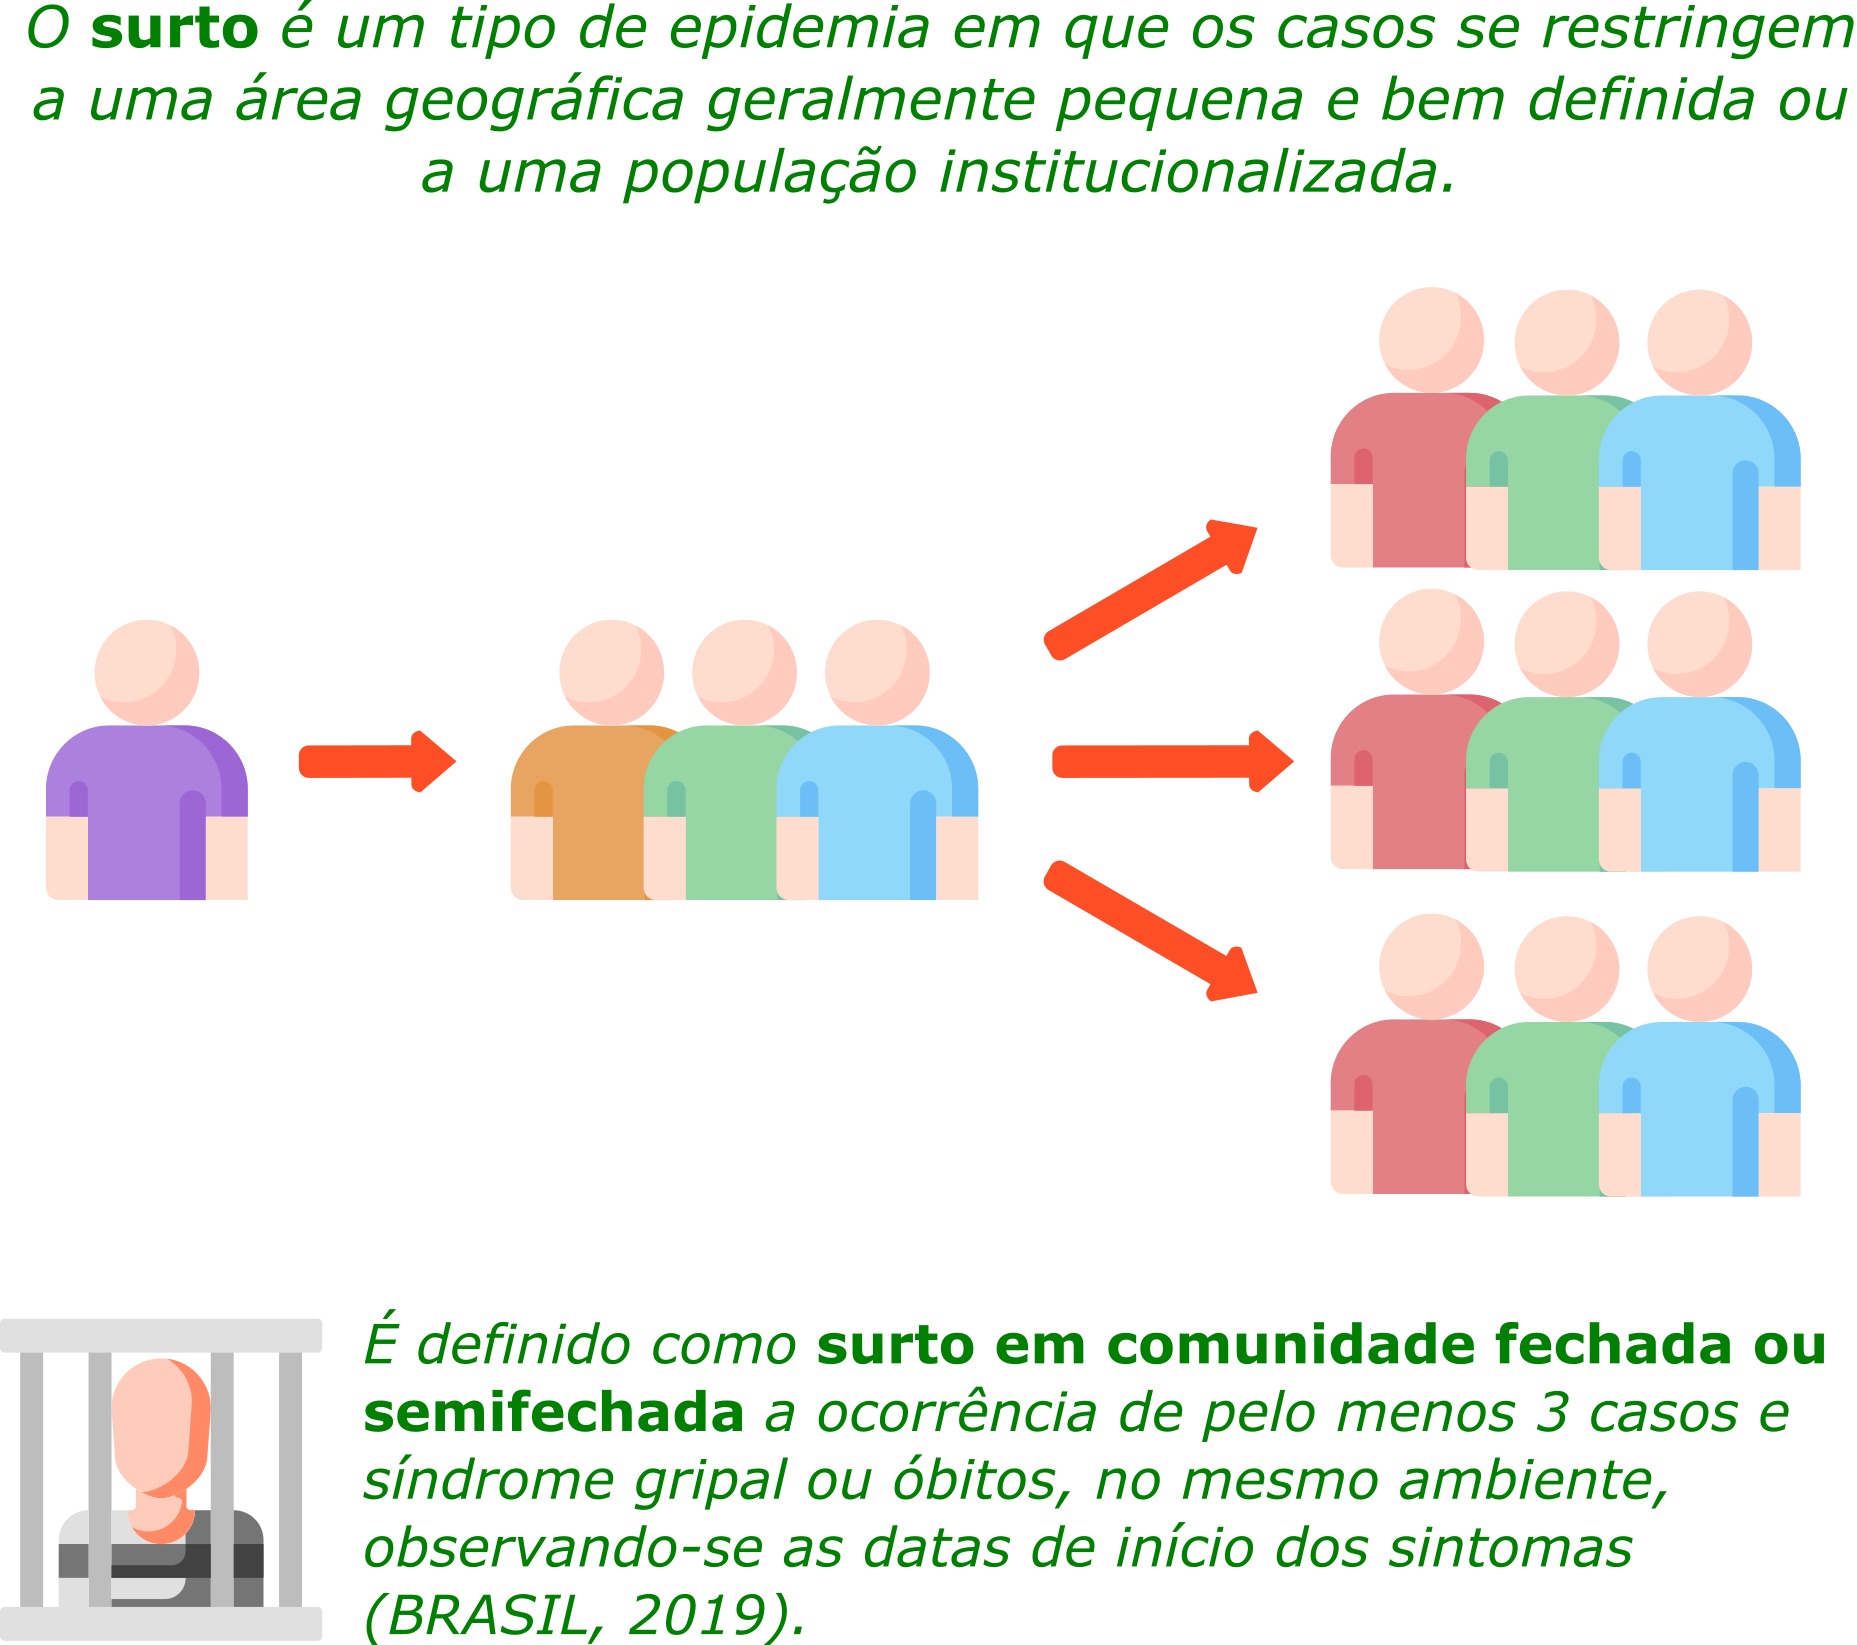 O surto é um tipo de epidemia em que os casos se restringem
a uma área geográfica geralmente pequena e bem definida ou
a uma população institucionalizada.
É definido como surto em comunidade fechada ou
semifechada a ocorrência de pelo menos 3 casos e
síndrome gripal ou óbitos, no mesmo ambiente,
observando-se as datas de início dos sintomas
(BRASIL, 2019).